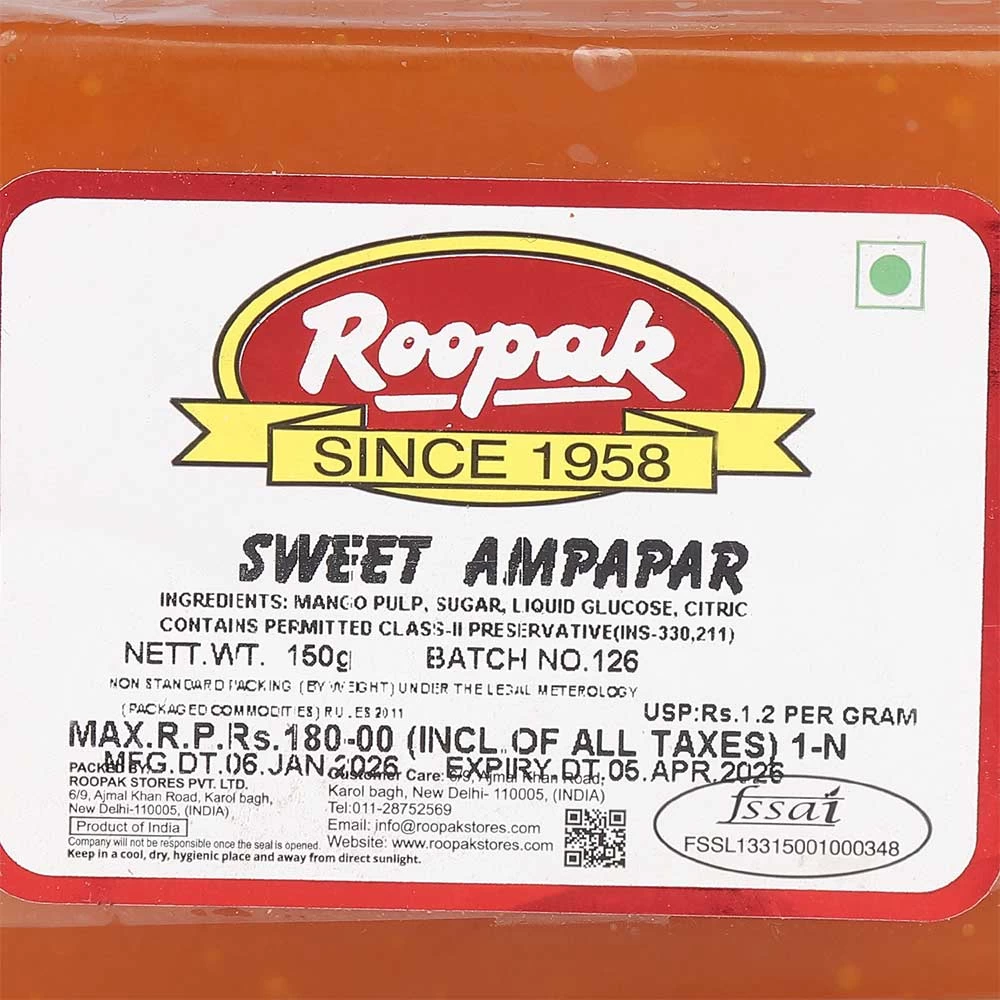 Roopak
SINCE 1958
SWEET AMPAPAR
INGREDIENTS: MANGO PULP, SUGAR, LIQUID GLUCOSE, CITRIC
CONTAINS PERMITTED CLASS-II PRESERVATIVE(INS-330,211)
NETT.WT. 150g BATCH NO.126
NON STANDARD PACKING (BY WEIGHT) UNDER THE LEGAL METEROLOGY
(PACKAGED COMMODITIES) RULES 2011
USP:Rs.1.2 PER GRAM
MAX.R.P.Rs.180-00 (INCL.OF ALL TAXES) 1-N
MFG.DT.06.JAN.2026 EXPIRY DT.05.APR.2026
PACKED BY:
ROOPAK STORES PVT. LTD.
6/9, Ajmal Khan Road, Karol bagh,
New Delhi-110005, (INDIA)
Product of India
Customer Care: 6/9, Ajmal Khan Road,
Karol bagh, New Delhi- 110005, (INDIA)
Tel:011-28752569
Email: info@roopakstores.com
Website: www.roopakstores.com
Company will not be responsible once the seal is opened.
Keep in a cool, dry, hygienic place and away from direct sunlight.
fssai
FSSL13315001000348